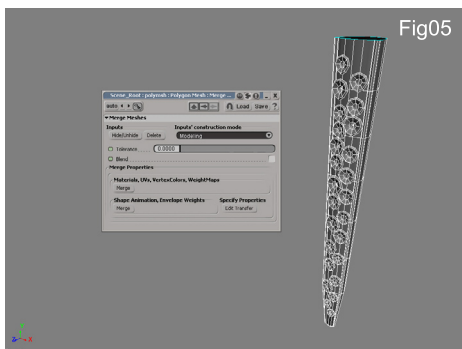 Fig05
Scene_Root : polymsh : Polygon Mesh : Merge ...
auto
Load Save ?
Merge Meshes
Inputs Inputs' construction mode
Hide/Unhide Delete Modeling
Tolerance 0.0000
Blend
Merge Properties
Materials, UVs, VertexColors, WeightMaps
Merge
Shape Animation, Envelope Weights Specify Properties
Merge Edit Transfer
Y
Z X